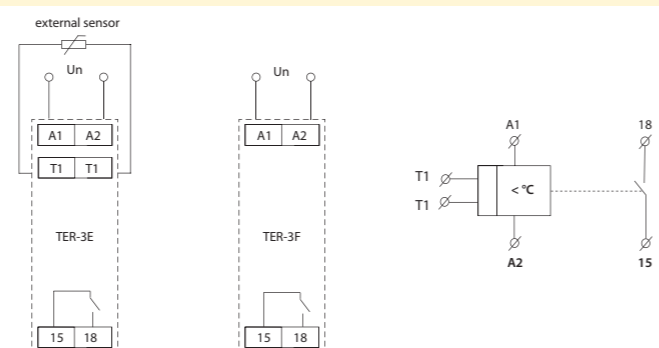 external sensor
Un
A1 A2
T1 T1
TER-3E
15 18
Un
A1 A2
TER-3F
15 18
A1
18
T1
T1
< °C
A2
15